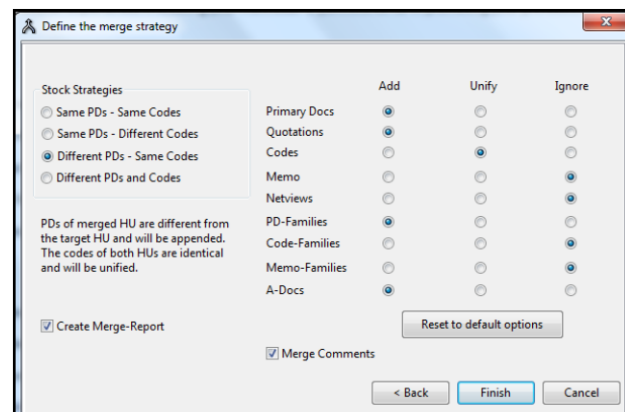 Define the merge strategy
x
Stock Strategies
Same PDs - Same Codes
Same PDs - Different Codes
Different PDs - Same Codes
Different PDs and Codes
PDs of merged HU are different from
the target HU and will be appended.
The codes of both HUs are identical
and will be unified.
Create Merge-Report
Add Unify Ignore
Primary Docs
Quotations
Codes
Memo
Netviews
PD-Families
Code-Families
Memo-Families
A-Docs
Reset to default options
Merge Comments
< Back Finish Cancel